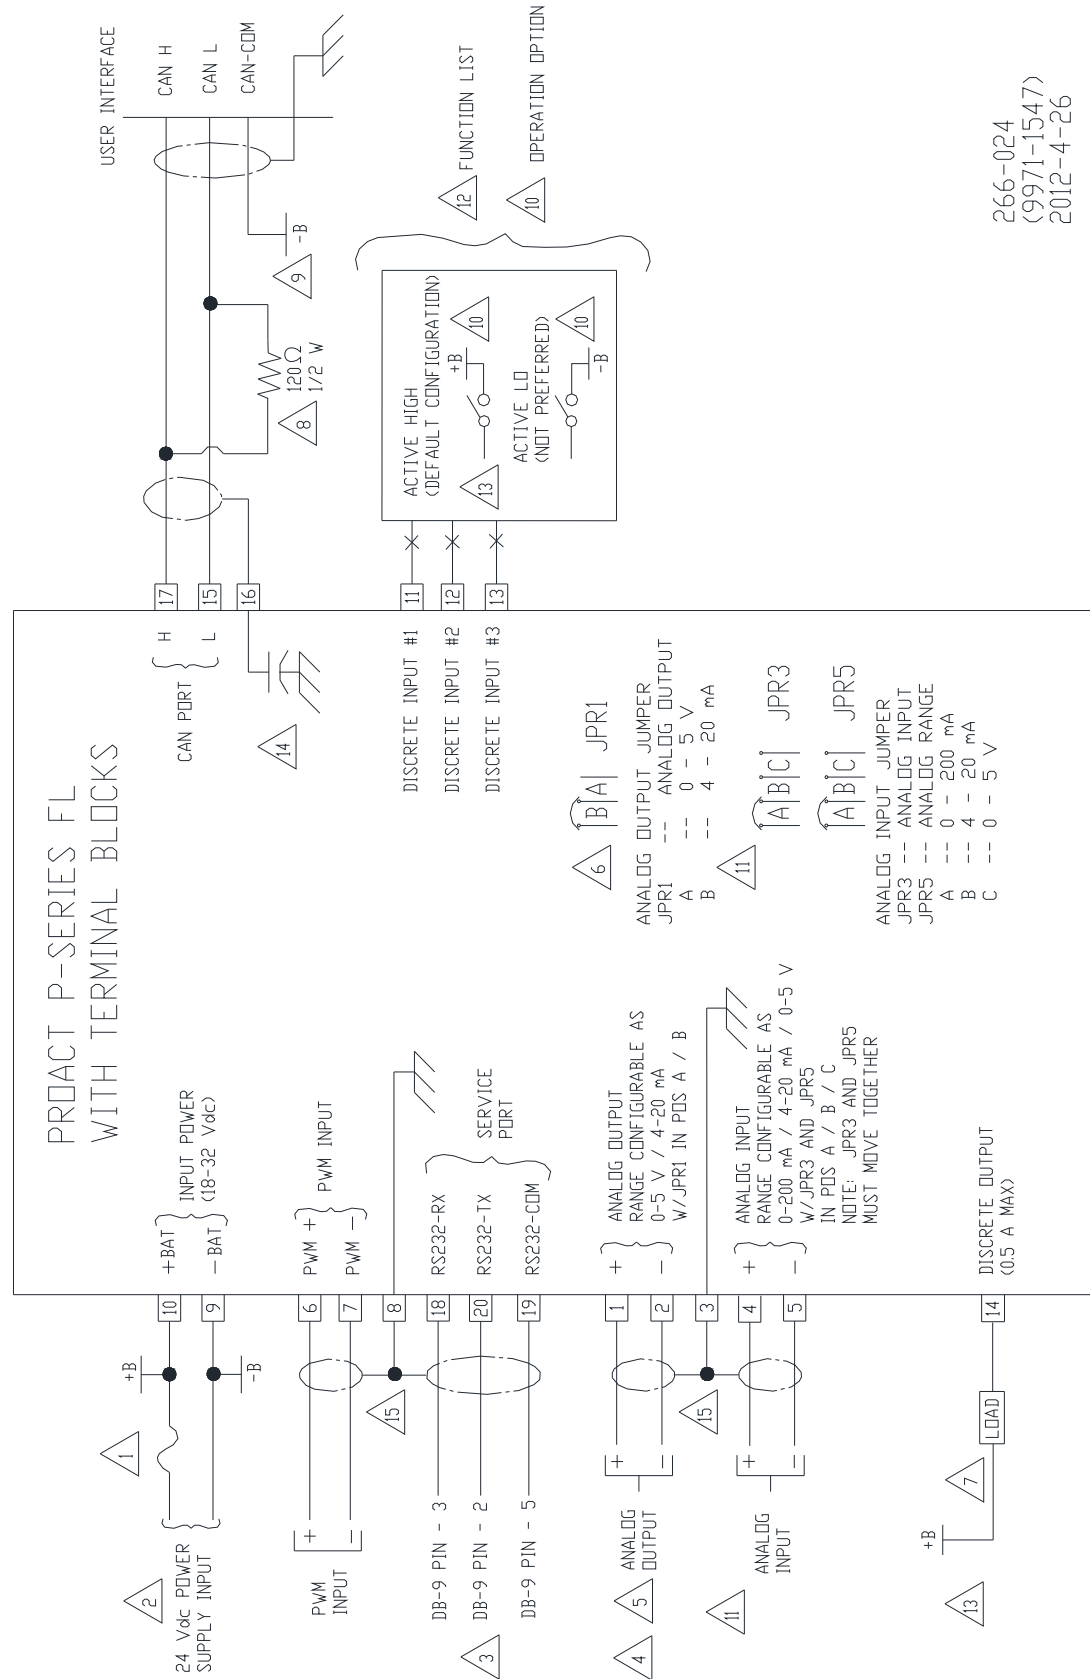 PROACT P-SERIES FL
WITH TERMINAL BLOCKS
2
24 Vdc POWER
SUPPLY INPUT
1
+B
-B
10
9
+BAT
-BAT
INPUT POWER
(18-32 Vdc)
PWM
INPUT
+
-
6
7
PWM +
PWM -
PWM INPUT
15
8
3
DB-9 PIN - 3
DB-9 PIN - 2
DB-9 PIN - 5
18
20
19
RS232-RX
RS232-TX
RS232-COM
SERVICE
PORT
4
5
ANALOG
OUTPUT
+
-
1
2
+
-
ANALOG OUTPUT
RANGE CONFIGURABLE AS
0-5 V / 4-20 mA
W/JPR1 IN POS A / B
15
3
11
ANALOG
INPUT
+
-
4
5
+
-
ANALOG INPUT
RANGE CONFIGURABLE AS
0-200 mA / 4-20 mA / 0-5 V
W/JPR3 AND JPR5
IN POS A / B / C
NOTE: JPR3 AND JPR5
MUST MOVE TOGETHER
13
+B
7
LOAD
14
DISCRETE OUTPUT
(0.5 A MAX)
CAN PORT
H
L
17
15
16
14
8
120Ω
1/2 W
9
-B
USER INTERFACE
CAN H
CAN L
CAN-COM
DISCRETE INPUT #1
DISCRETE INPUT #2
DISCRETE INPUT #3
11
12
13
ACTIVE HIGH
(DEFAULT CONFIGURATION)
13
+B
10
ACTIVE LO
(NOT PREFERRED)
-B
10
12
FUNCTION LIST
10
OPERATION OPTION
6
B A JPR1
ANALOG OUTPUT JUMPER
JPR1 -- ANALOG OUTPUT
A -- 0 - 5 V
B -- 4 - 20 mA
11
A B C JPR3
A B C JPR5
ANALOG INPUT JUMPER
JPR3 -- ANALOG INPUT
JPR5 -- ANALOG RANGE
A -- 0 - 200 mA
B -- 4 - 20 mA
C -- 0 - 5 V
266-024
(9971-1547)
2012-4-26